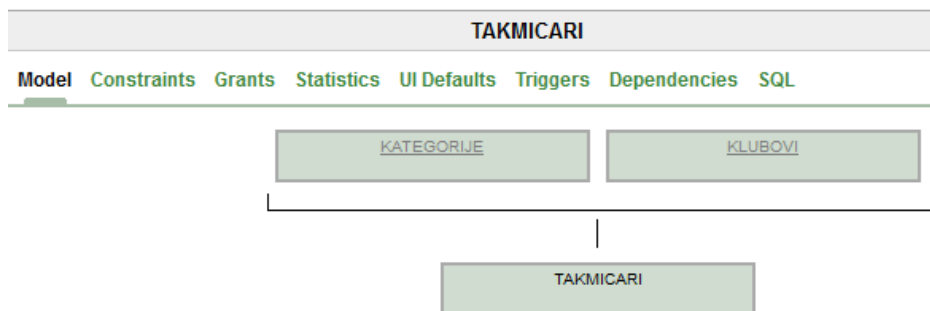 TAKMICARI
Model Constraints Grants Statistics UI Defaults Triggers Dependencies SQL
KATEGORIJE KLUBOVI
TAKMICARI